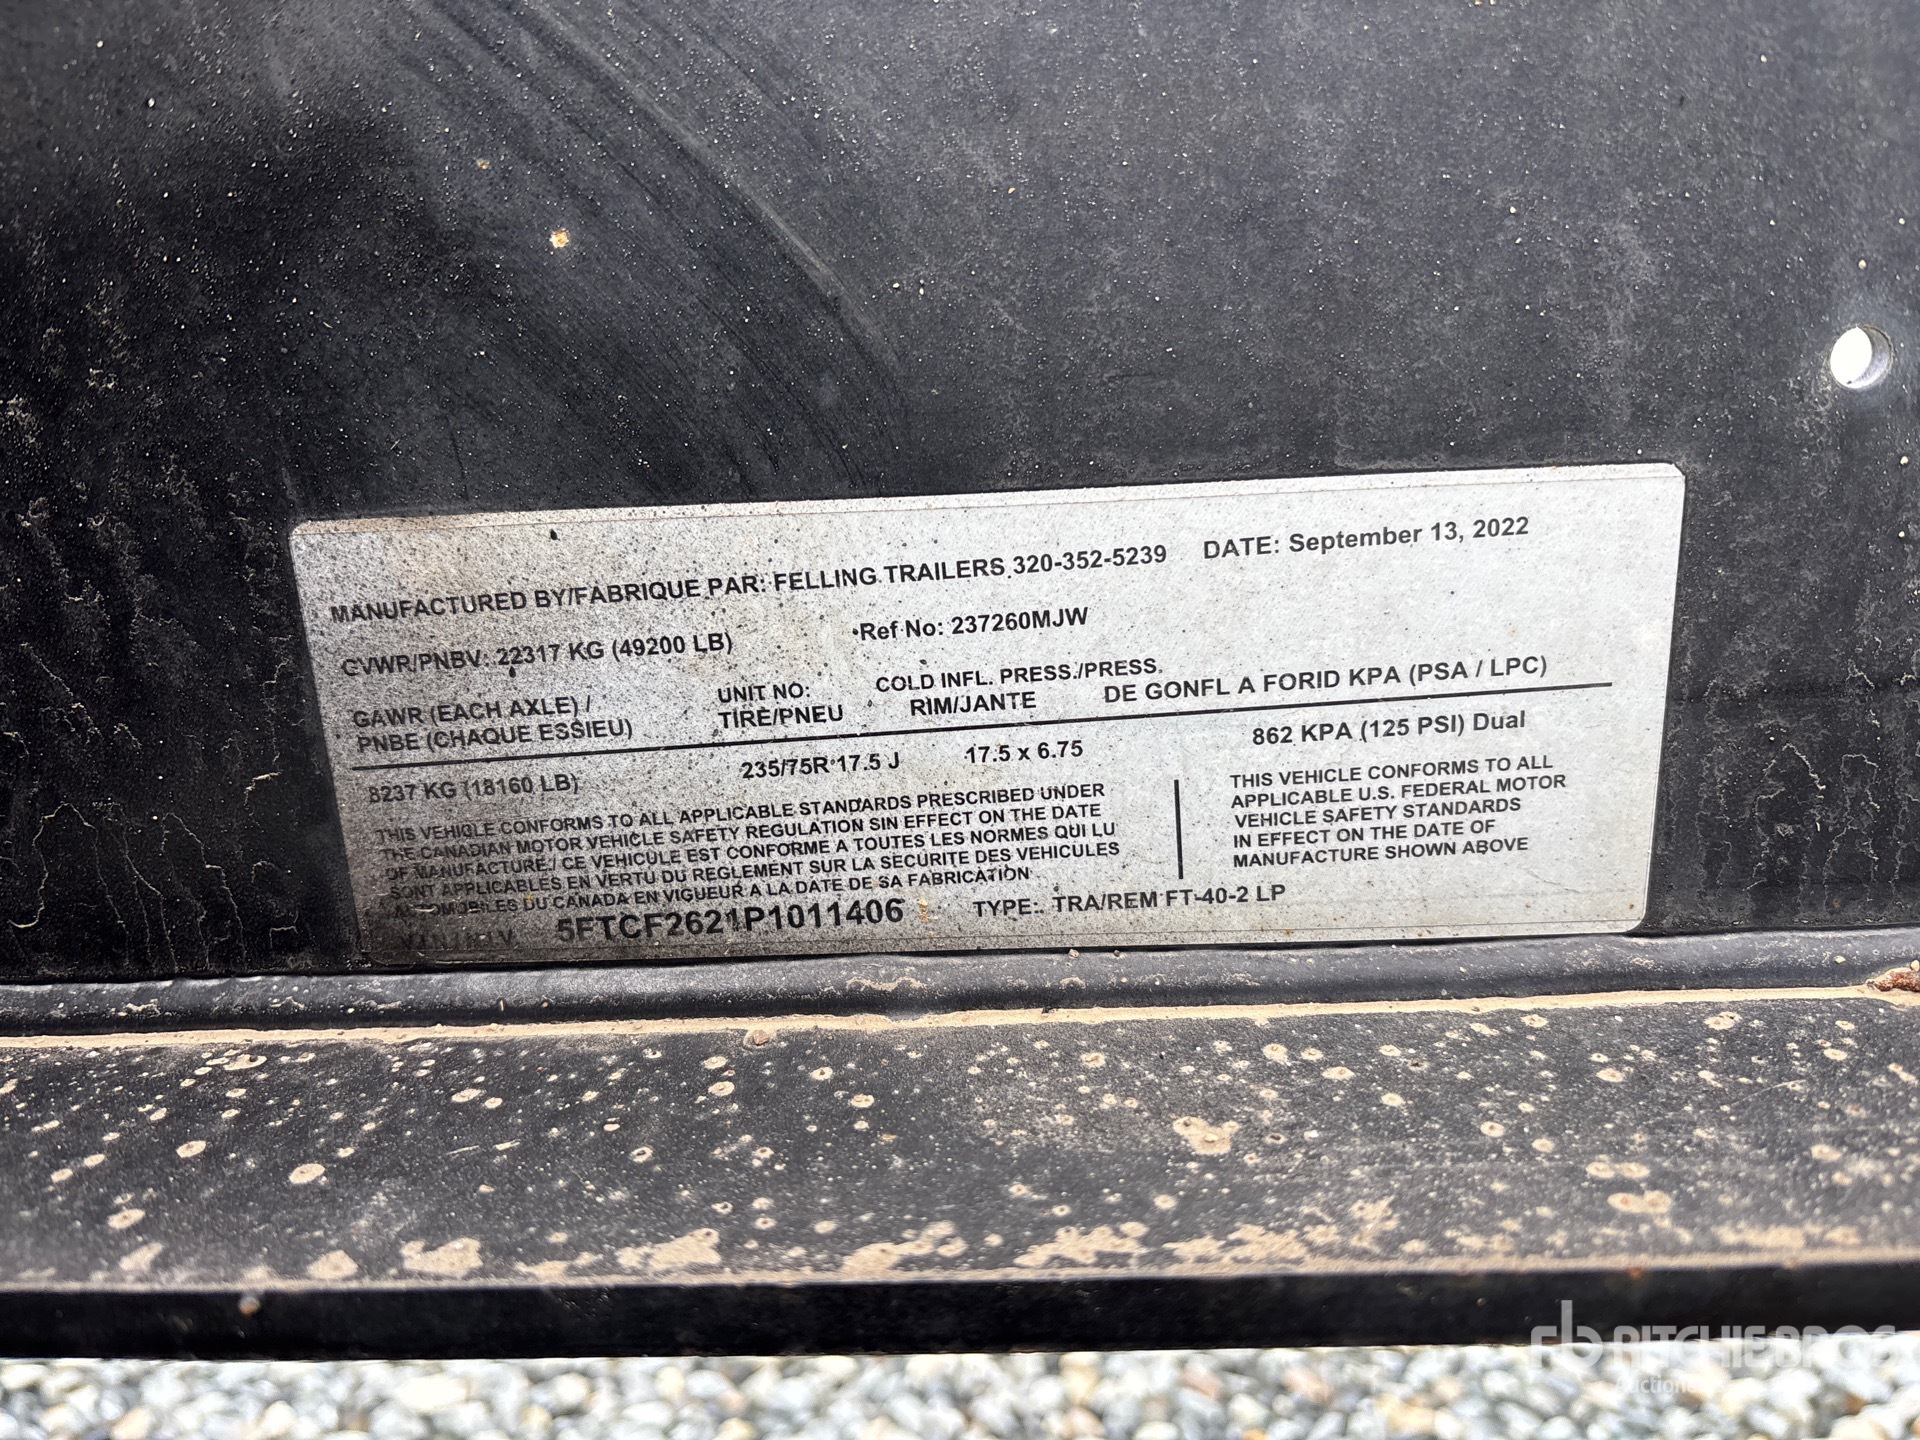 MANUFACTURED BY/FABRIQUE PAR: FELLING TRAILERS 320-352-5239 DATE: September 13, 2022
GVWR/PNBV: 22317 KG (49200 LB) Ref No: 237260MJW
GAWR (EACH AXLE) / UNIT NO: COLD INFL. PRESS./PRESS.
PNBE (CHAQUE ESSIEU) TIRE/PNEU RIM/JANTE DE GONFL A FORID KPA (PSA / LPC)
8237 KG (18160 LB) 235/75R 17.5 J 17.5 x 6.75 862 KPA (125 PSI) Dual
THIS VEHICLE CONFORMS TO ALL APPLICABLE STANDARDS PRESCRIBED UNDER
THE CANADIAN MOTOR VEHICLE SAFETY REGULATION SIN EFFECT ON THE DATE
OF MANUFACTURE / CE VEHICULE EST CONFORME A TOUTES LES NORMES QUI LU
SONT APPLICABLES EN VERTU DU REGLEMENT SUR LA SECURITE DES VEHICULES
AUTOMOBILES DU CANADA EN VIGUEUR A LA DATE DE SA FABRICATION
THIS VEHICLE CONFORMS TO ALL
APPLICABLE U.S. FEDERAL MOTOR
VEHICLE SAFETY STANDARDS
IN EFFECT ON THE DATE OF
MANUFACTURE SHOWN ABOVE
5FTCF2621P1011406 TYPE: TRA/REM FT-40-2 LP
rb RITCHIE BROS